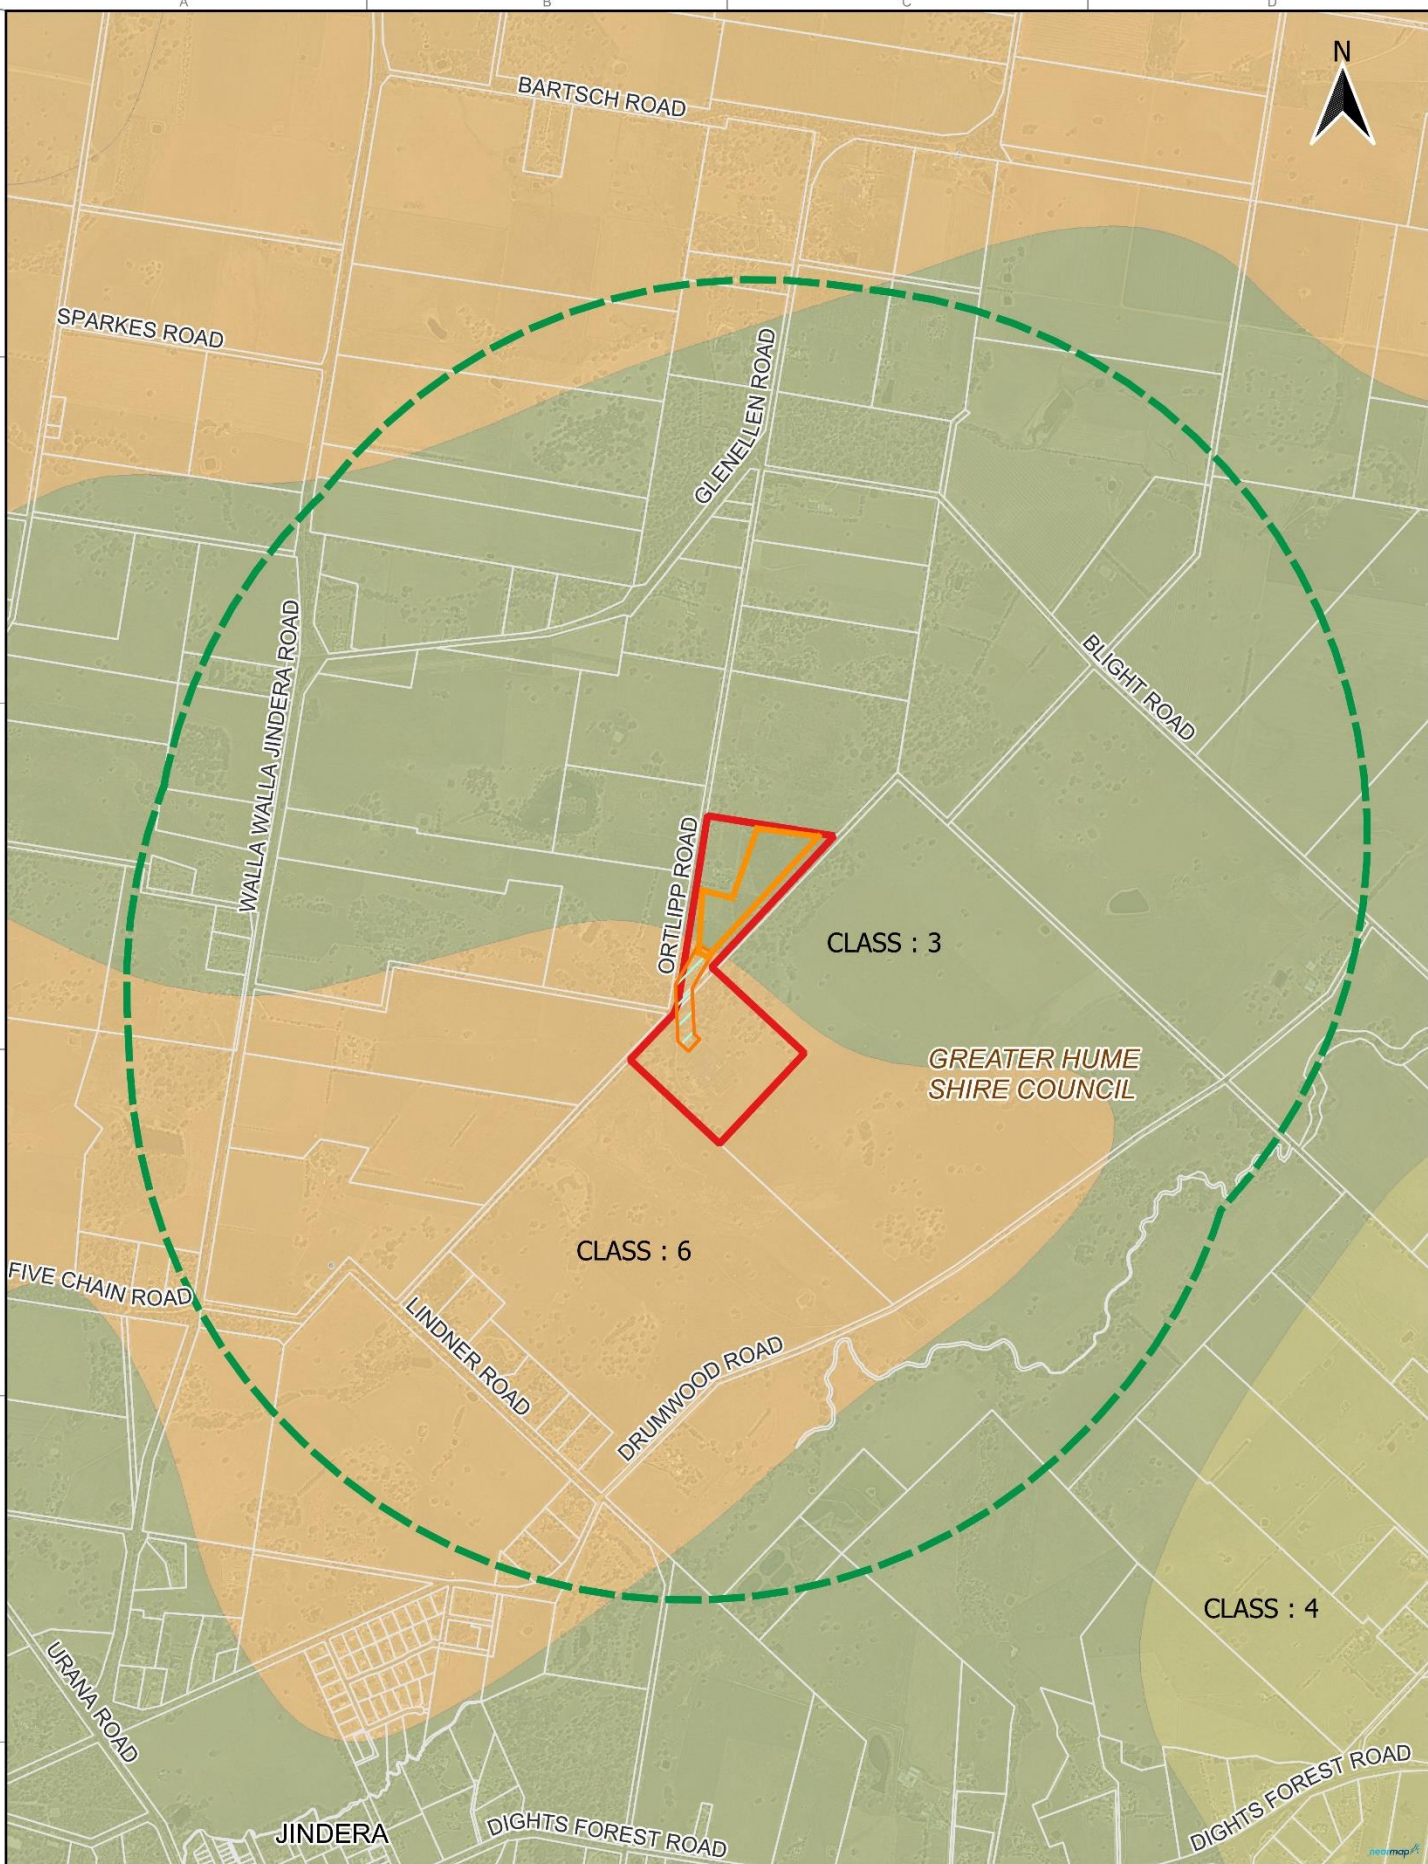 A B C D
N
BARTSCH ROAD
SPARKES ROAD
GLENELLEN ROAD
WALLA WALLA JINDERA ROAD
BLIGHT ROAD
ORTLIPP ROAD
CLASS : 3
GREATER HUME
SHIRE COUNCIL
CLASS : 6
FIVE CHAIN ROAD
LINDNER ROAD
DRUMWOOD ROAD
CLASS : 4
URANA ROAD
DIGHTS FOREST ROAD
JINDERA
DIGHTS FOREST ROAD
nearmap